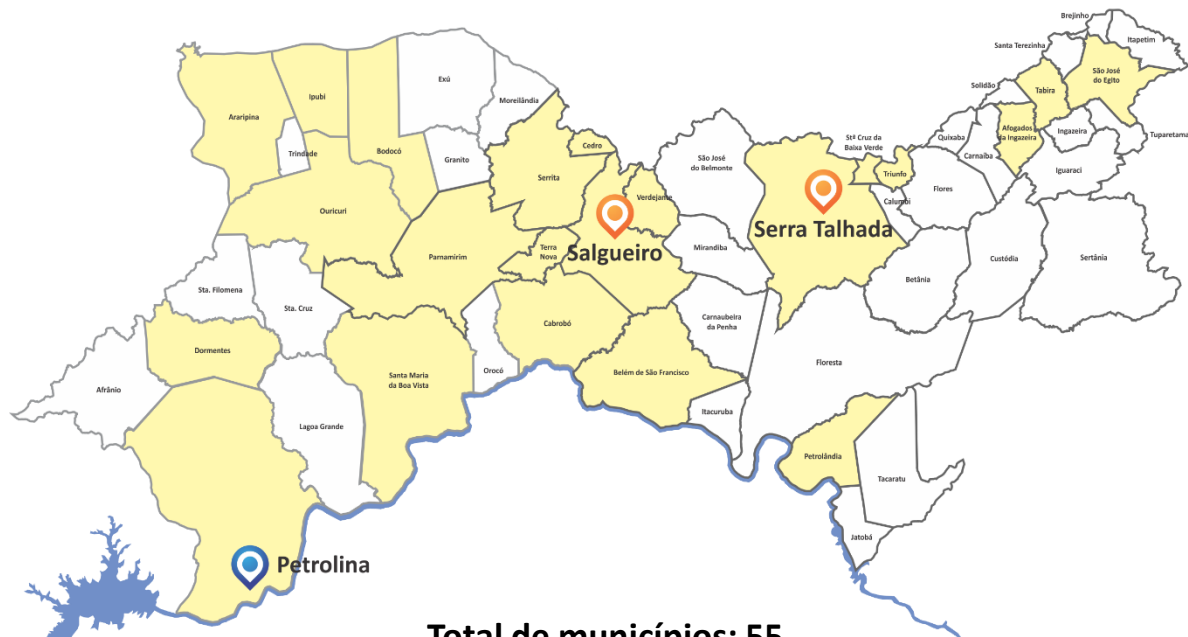 Brejinho
Itapetim
Santa Terezinha
São José
do Egito
Exú
Solidão
Tabira
Ipubi
Moreilândia
Araripina
Afogados
da Ingazeira
Ingazeira
Tuparetama
Stª Cruz da
Baixa Verde
Quixaba
Cedro
Trindade
Bodocó
Granito
São José
do Belmonte
Carnaíba
Iguaraci
Serrita
Triunfo
Flores
Verdejante
Calumbi
Ouricuri
Serra Talhada
Salgueiro
Mirandiba
Terra
Nova
Parnamirim
Custódia
Sertânia
Betânia
Sta. Filomena
Sta. Cruz
Cabrobó
Carnaubeira
da Penha
Dormentes
Floresta
Orocó
Belém de São Francisco
Santa Maria
da Boa Vista
Afrânio
Itacuruba
Lagoa Grande
Petrolândia
Tacaratu
Jatobá
Petrolina
Total de municípios: 55